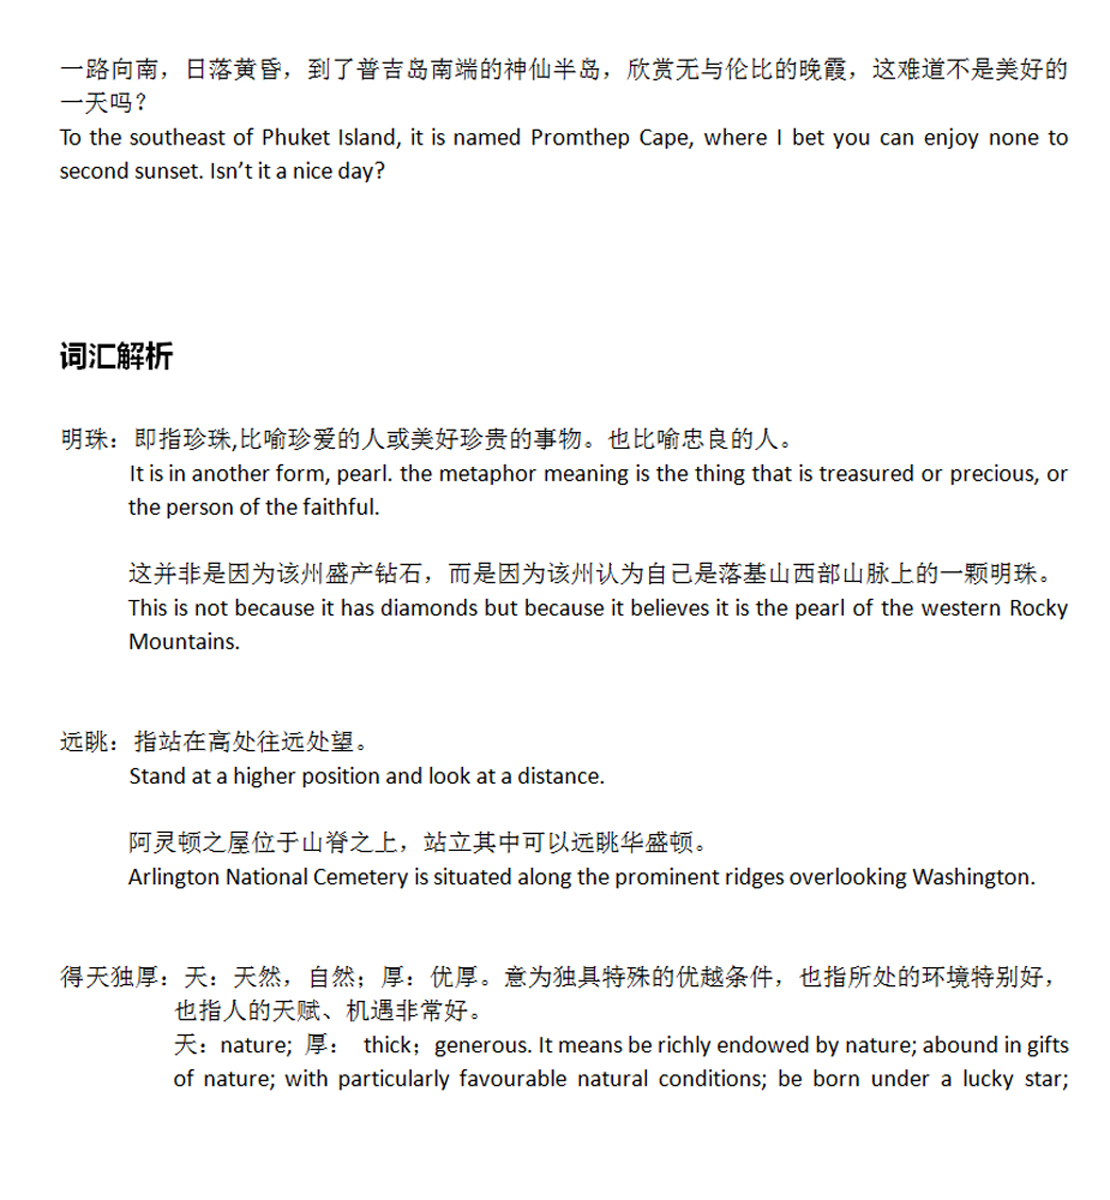 一路向南，日落黄昏，到了普吉岛南端的神仙半岛，欣赏无与伦比的晚霞，这难道不是美好的
一天吗？
To the southeast of Phuket Island, it is named Promthep Cape, where I bet you can enjoy none to
second sunset. Isn’t it a nice day?
词汇解析
明珠：即指珍珠,比喻珍爱的人或美好珍贵的事物。也比喻忠良的人。
It is in another form, pearl. the metaphor meaning is the thing that is treasured or precious, or
the person of the faithful.
这并非是因为该州盛产钻石，而是因为该州认为自己是落基山西部山脉上的一颗明珠。
This is not because it has diamonds but because it believes it is the pearl of the western Rocky
Mountains.
远眺：指站在高处往远处望。
Stand at a higher position and look at a distance.
阿灵顿之屋位于山脊之上，站立其中可以远眺华盛顿。
Arlington National Cemetery is situated along the prominent ridges overlooking Washington.
得天独厚：天：天然，自然；厚：优厚。意为独具特殊的优越条件，也指所处的环境特别好，
也指人的天赋、机遇非常好。
天：nature; 厚： thick；generous. It means be richly endowed by nature; abound in gifts
of nature; with particularly favourable natural conditions; be born under a lucky star;